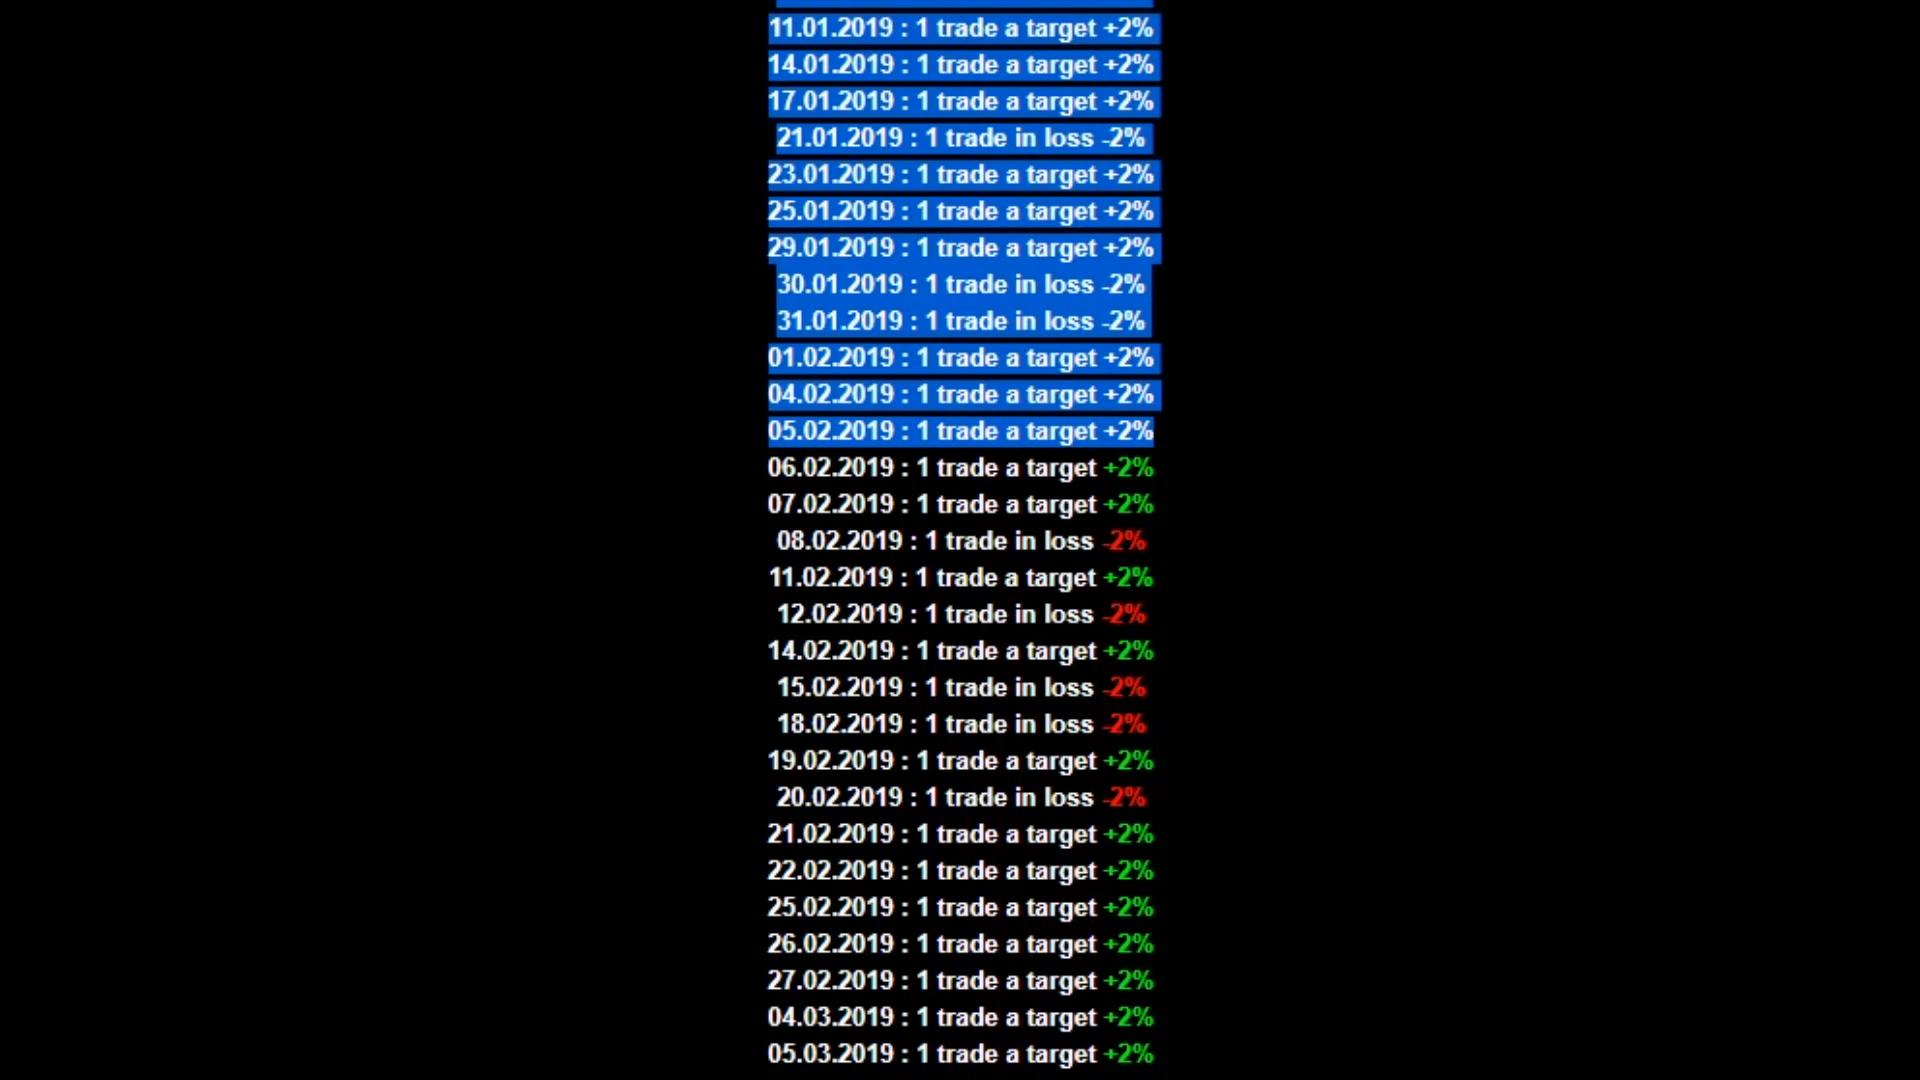 11.01.2019 : 1 trade a target +2%
14.01.2019 : 1 trade a target +2%
17.01.2019 : 1 trade a target +2%
21.01.2019 : 1 trade in loss -2%
23.01.2019 : 1 trade a target +2%
25.01.2019 : 1 trade a target +2%
29.01.2019 : 1 trade a target +2%
30.01.2019 : 1 trade in loss -2%
31.01.2019 : 1 trade in loss -2%
01.02.2019 : 1 trade a target +2%
04.02.2019 : 1 trade a target +2%
05.02.2019 : 1 trade a target +2%
06.02.2019 : 1 trade a target +2%
07.02.2019 : 1 trade a target +2%
08.02.2019 : 1 trade in loss -2%
11.02.2019 : 1 trade a target +2%
12.02.2019 : 1 trade in loss -2%
14.02.2019 : 1 trade a target +2%
15.02.2019 : 1 trade in loss -2%
18.02.2019 : 1 trade in loss -2%
19.02.2019 : 1 trade a target +2%
20.02.2019 : 1 trade in loss -2%
21.02.2019 : 1 trade a target +2%
22.02.2019 : 1 trade a target +2%
25.02.2019 : 1 trade a target +2%
26.02.2019 : 1 trade a target +2%
27.02.2019 : 1 trade a target +2%
04.03.2019 : 1 trade a target +2%
05.03.2019 : 1 trade a target +2%